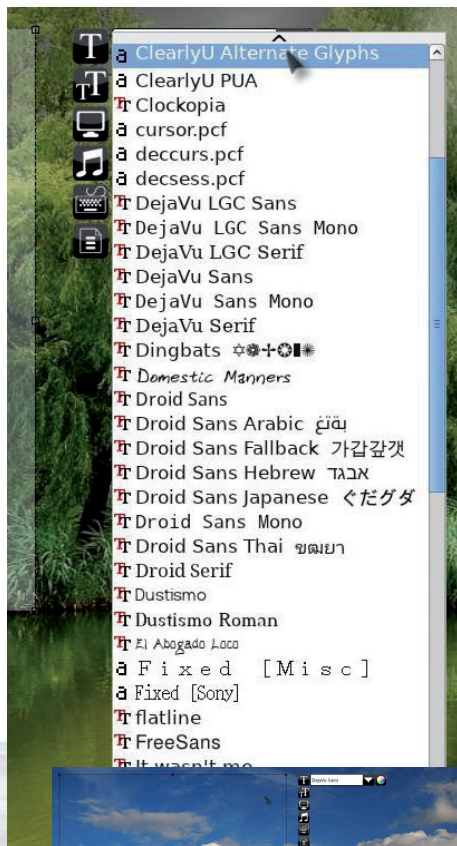 ClearlyU Alternate Glyphs
ClearlyU PUA
Clockopia
cursor.pcf
deccurs.pcf
decsess.pcf
DejaVu LGC Sans
DejaVu LGC Sans Mono
DejaVu LGC Serif
DejaVu Sans
DejaVu Sans Mono
DejaVu Serif
Dingbats ✡❁✢❂▮✺
Domestic Manners
Droid Sans
Droid Sans Arabic
Droid Sans Fallback 가갑갚갯
Droid Sans Hebrew אבגד
Droid Sans Japanese ぐだグダ
Droid Sans Mono
Droid Sans Thai ขฒฆยา
Droid Serif
Dustismo
Dustismo Roman
El Abogado Loco
Fixed [Misc]
Fixed [Sony]
flatline
FreeSans
It wasn't me
DejaVu Sans